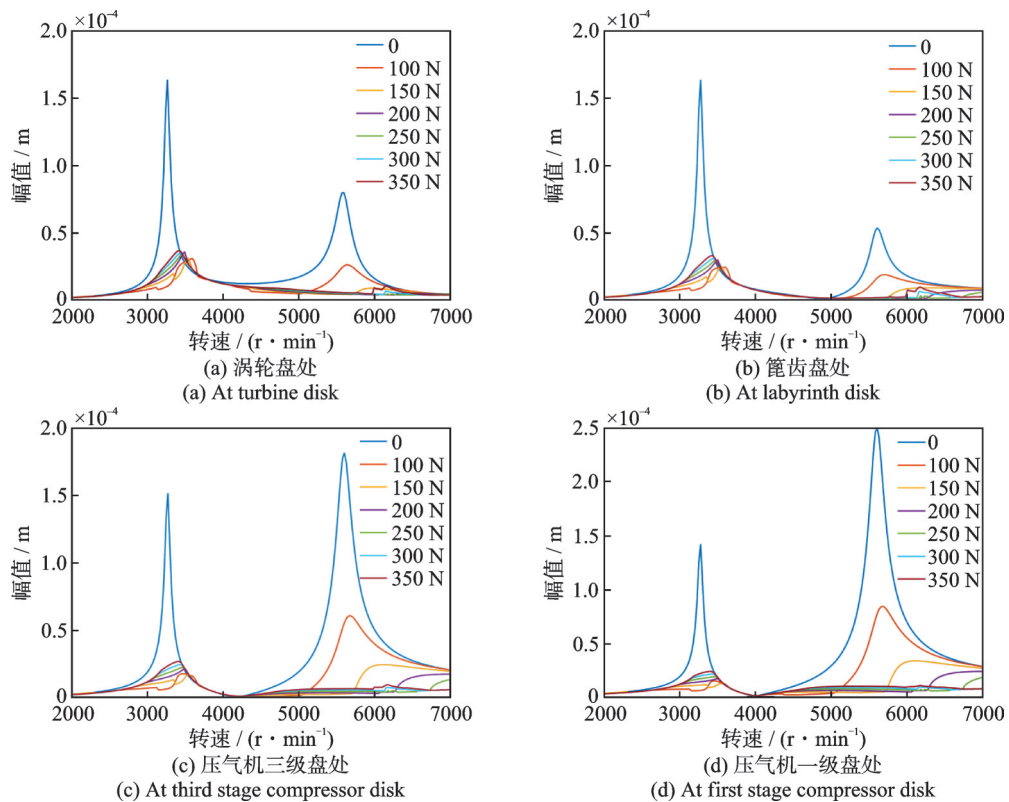 ×10⁻⁴
2.0
1.5
1.0
0.5
0
幅值 / m
0
100 N
150 N
200 N
250 N
300 N
350 N
2000 3000 4000 5000 6000 7000
转速 / (r · min⁻¹)
(a) 涡轮盘处
(a) At turbine disk
×10⁻⁴
2.0
1.5
1.0
0.5
0
幅值 / m
0
100 N
150 N
200 N
250 N
300 N
350 N
2000 3000 4000 5000 6000 7000
转速 / (r · min⁻¹)
(b) 篦齿盘处
(b) At labyrinth disk
×10⁻⁴
2.0
1.5
1.0
0.5
0
幅值 / m
0
100 N
150 N
200 N
250 N
300 N
350 N
2000 3000 4000 5000 6000 7000
转速 / (r · min⁻¹)
(c) 压气机三级盘处
(c) At third stage compressor disk
×10⁻⁴
2.5
2.0
1.5
1.0
0.5
0
幅值 / m
0
100 N
150 N
200 N
250 N
300 N
350 N
2000 3000 4000 5000 6000 7000
转速 / (r · min⁻¹)
(d) 压气机一级盘处
(d) At first stage compressor disk